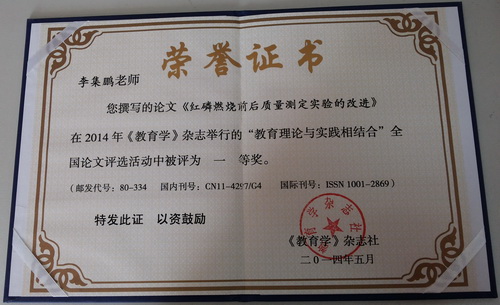 荣誉证书
李集鹏老师
您撰写的论文《红磷燃烧前后质量测定实验的改进》
在2014年《教育学》杂志举行的“教育理论与实践相结合”全
国论文评选活动中被评为 一 等奖。
(邮发代号：80-334 国内刊号：CN11-4297/G4 国际刊号：ISSN 1001-2869)
特发此证 以资鼓励
《教育学》杂志社
二〇一四年五月